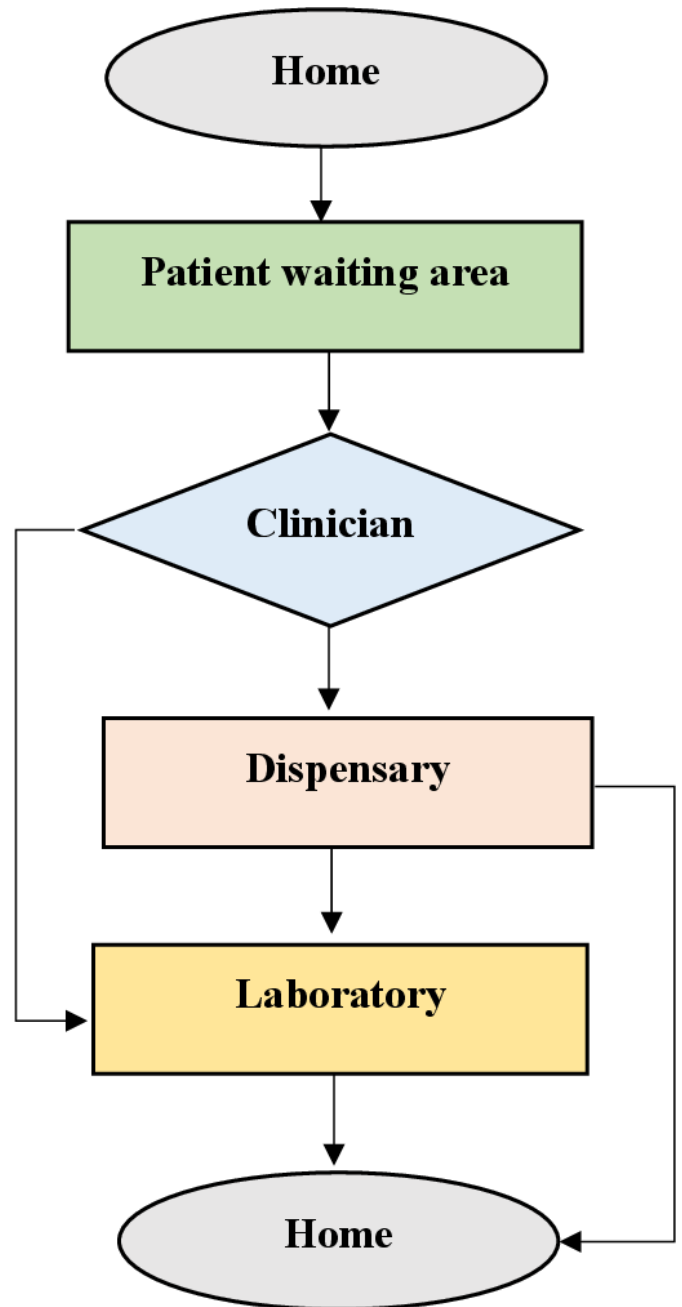 Home
Patient waiting area
Clinician
Dispensary
Laboratory
Home